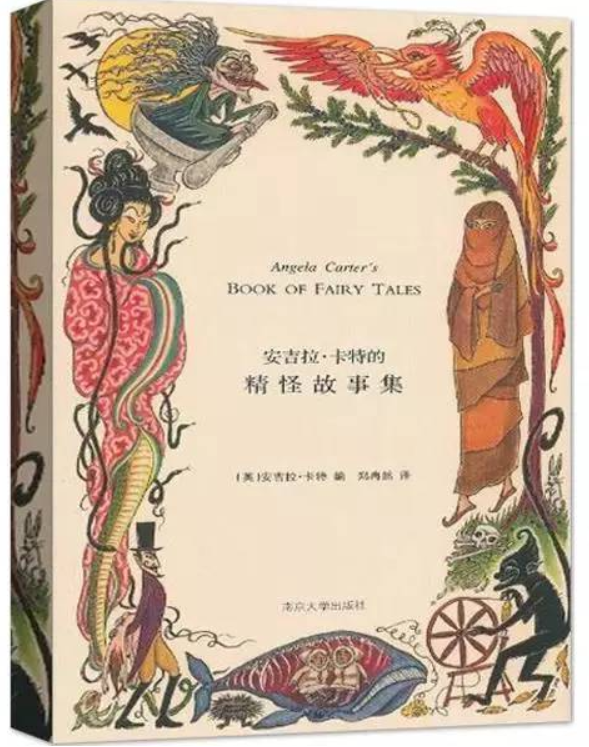 Angela Carter's
BOOK OF FAIRY TALES
安吉拉·卡特的
精怪故事集
[英]安吉拉·卡特 编 郑冉然 译
南京大学出版社